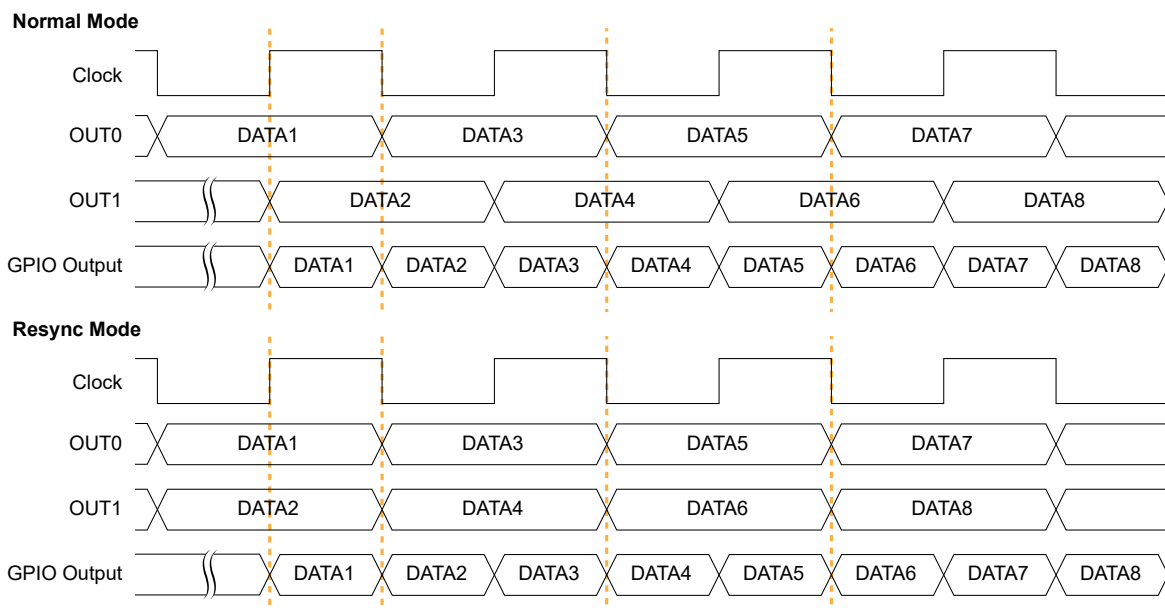 Normal Mode
Clock
OUT0 DATA1 DATA3 DATA5 DATA7
OUT1 DATA2 DATA4 DATA6 DATA8
GPIO Output DATA1 DATA2 DATA3 DATA4 DATA5 DATA6 DATA7 DATA8
Resync Mode
Clock
OUT0 DATA1 DATA3 DATA5 DATA7
OUT1 DATA2 DATA4 DATA6 DATA8
GPIO Output DATA1 DATA2 DATA3 DATA4 DATA5 DATA6 DATA7 DATA8